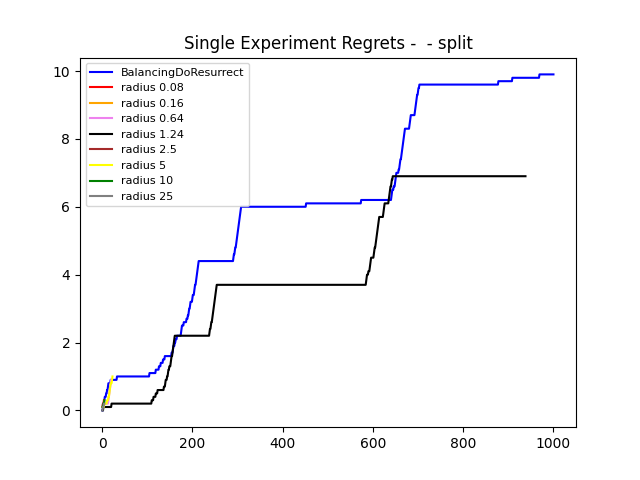 Single Experiment Regrets -  - split
BalancingDoResurrect
radius 0.08
radius 0.16
radius 0.64
radius 1.24
radius 2.5
radius 5
radius 10
radius 25
10
8
6
4
2
0
0 200 400 600 800 1000